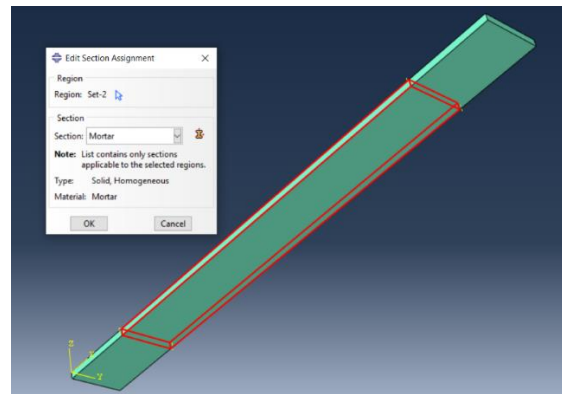 Edit Section Assignment
Region
Region: Set-2
Section
Section: Mortar
Note: List contains only sections
applicable to the selected regions.
Type: Solid, Homogeneous
Material: Mortar
OK Cancel
Z
Y